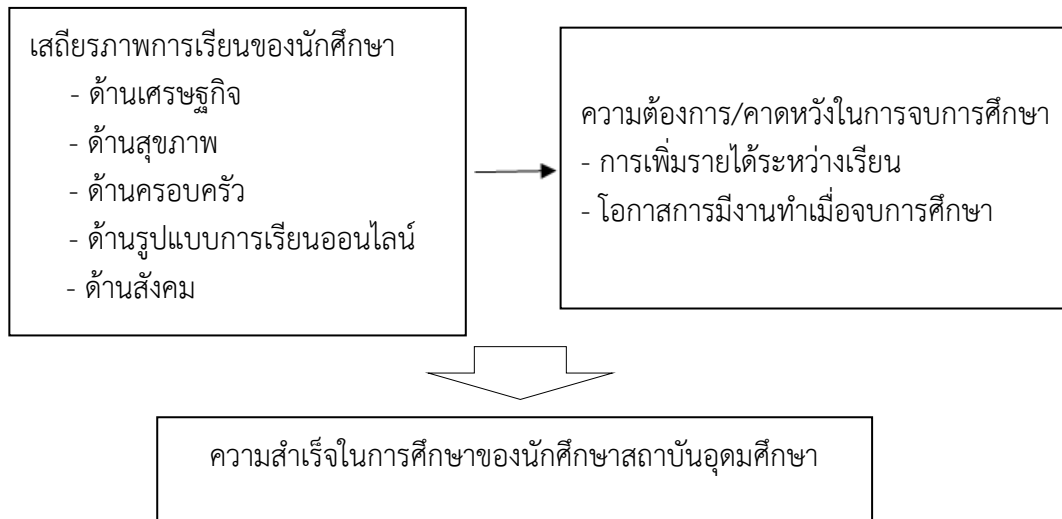 เสถียรภาพการเรียนของนักศึกษา
- ด้านเศรษฐกิจ
- ด้านสุขภาพ
- ด้านครอบครัว
- ด้านรูปแบบการเรียนออนไลน์
- ด้านสังคม
ความต้องการ/คาดหวังในการจบการศึกษา
- การเพิ่มรายได้ระหว่างเรียน
- โอกาสการมีงานทำเมื่อจบการศึกษา
ความสำเร็จในการศึกษาของนักศึกษาสถาบันอุดมศึกษา